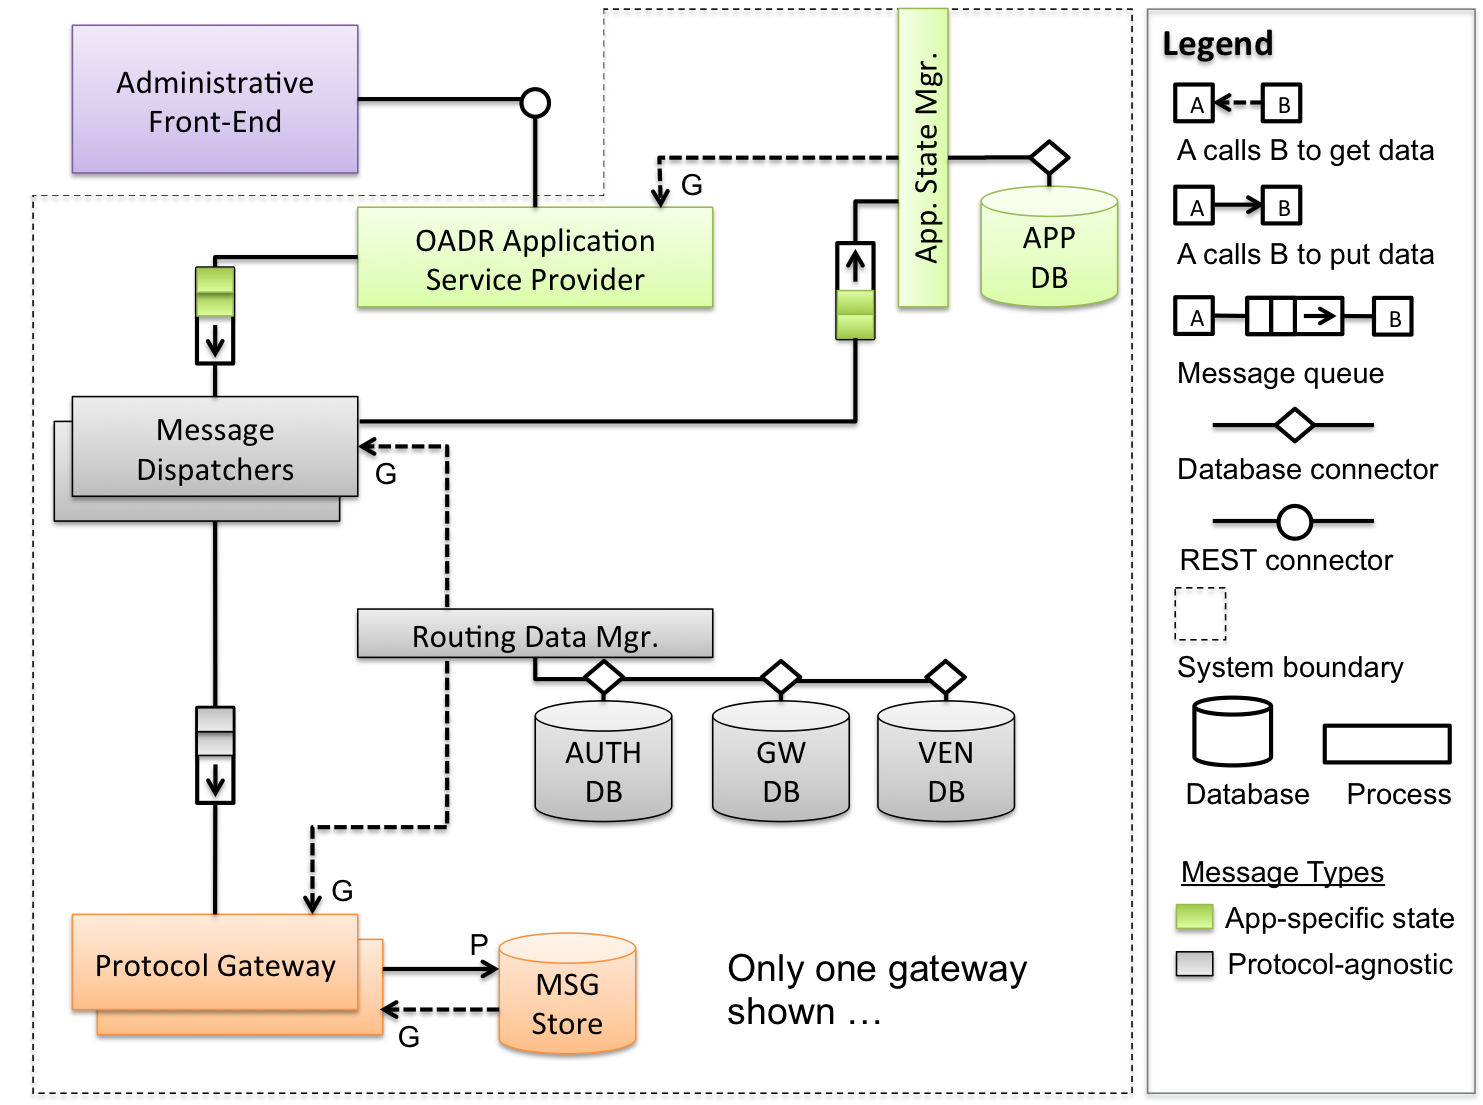 Administrative
Front-End
App. State Mgr.
G
OADR Application
Service Provider
APP
DB
Message
Dispatchers
G
Routing Data Mgr.
AUTH
DB
GW
DB
VEN
DB
G
Protocol Gateway
P
G
MSG
Store
Only one gateway
shown …
Legend
A
B
A calls B to get data
A
B
A calls B to put data
A
B
Message queue
Database connector
REST connector
System boundary
Database
Process
Message Types
App-specific state
Protocol-agnostic